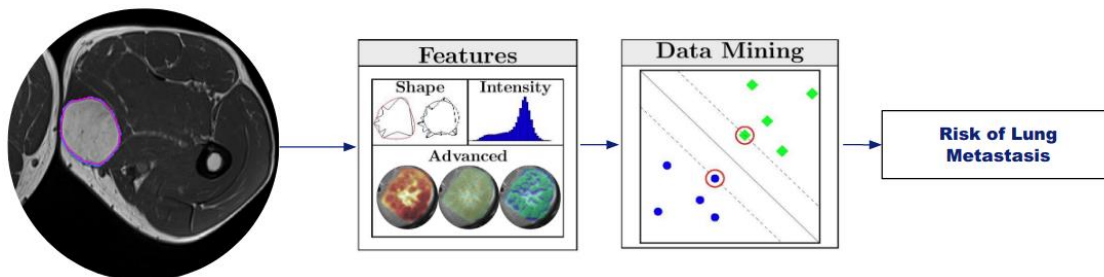 Features
Shape
Intensity
Advanced
Data Mining
Risk of Lung
Metastasis